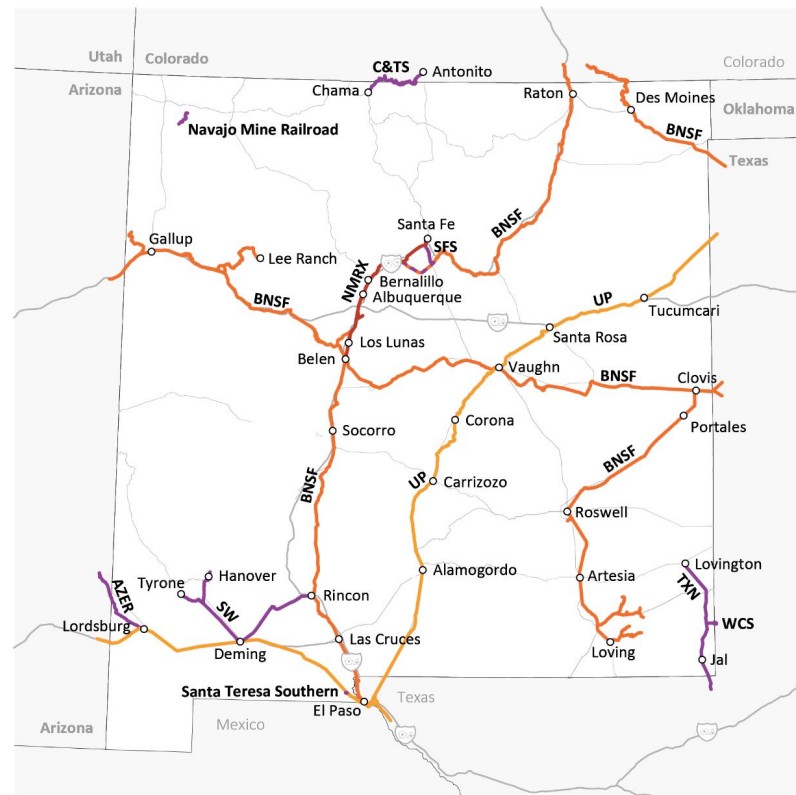 Utah
Colorado
C&TS
Antonito
Colorado
Arizona
Chama
Raton
Des Moines
Oklahoma
Navajo Mine Railroad
BNSF
Texas
Santa Fe
Gallup
SFS
BNSF
Lee Ranch
NMRX
Bernalillo
Albuquerque
BNSF
UP
Tucumcari
Santa Rosa
Los Lunas
Belen
Vaughn
BNSF
Clovis
Portales
Corona
Socorro
BNSF
BNSF
UP
Carrizozo
Roswell
Alamogordo
Artesia
Lovington
Hanover
Tyrone
AZER
SW
Rincon
TXN
WCS
Lordsburg
Deming
Las Cruces
Loving
Jal
Santa Teresa Southern
Texas
El Paso
Arizona
Mexico